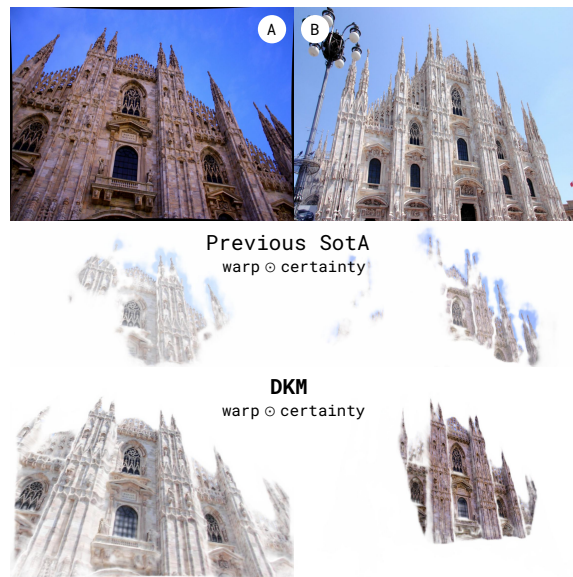 A
B
Previous SotA
warp ⊙ certainty
DKM
warp ⊙ certainty